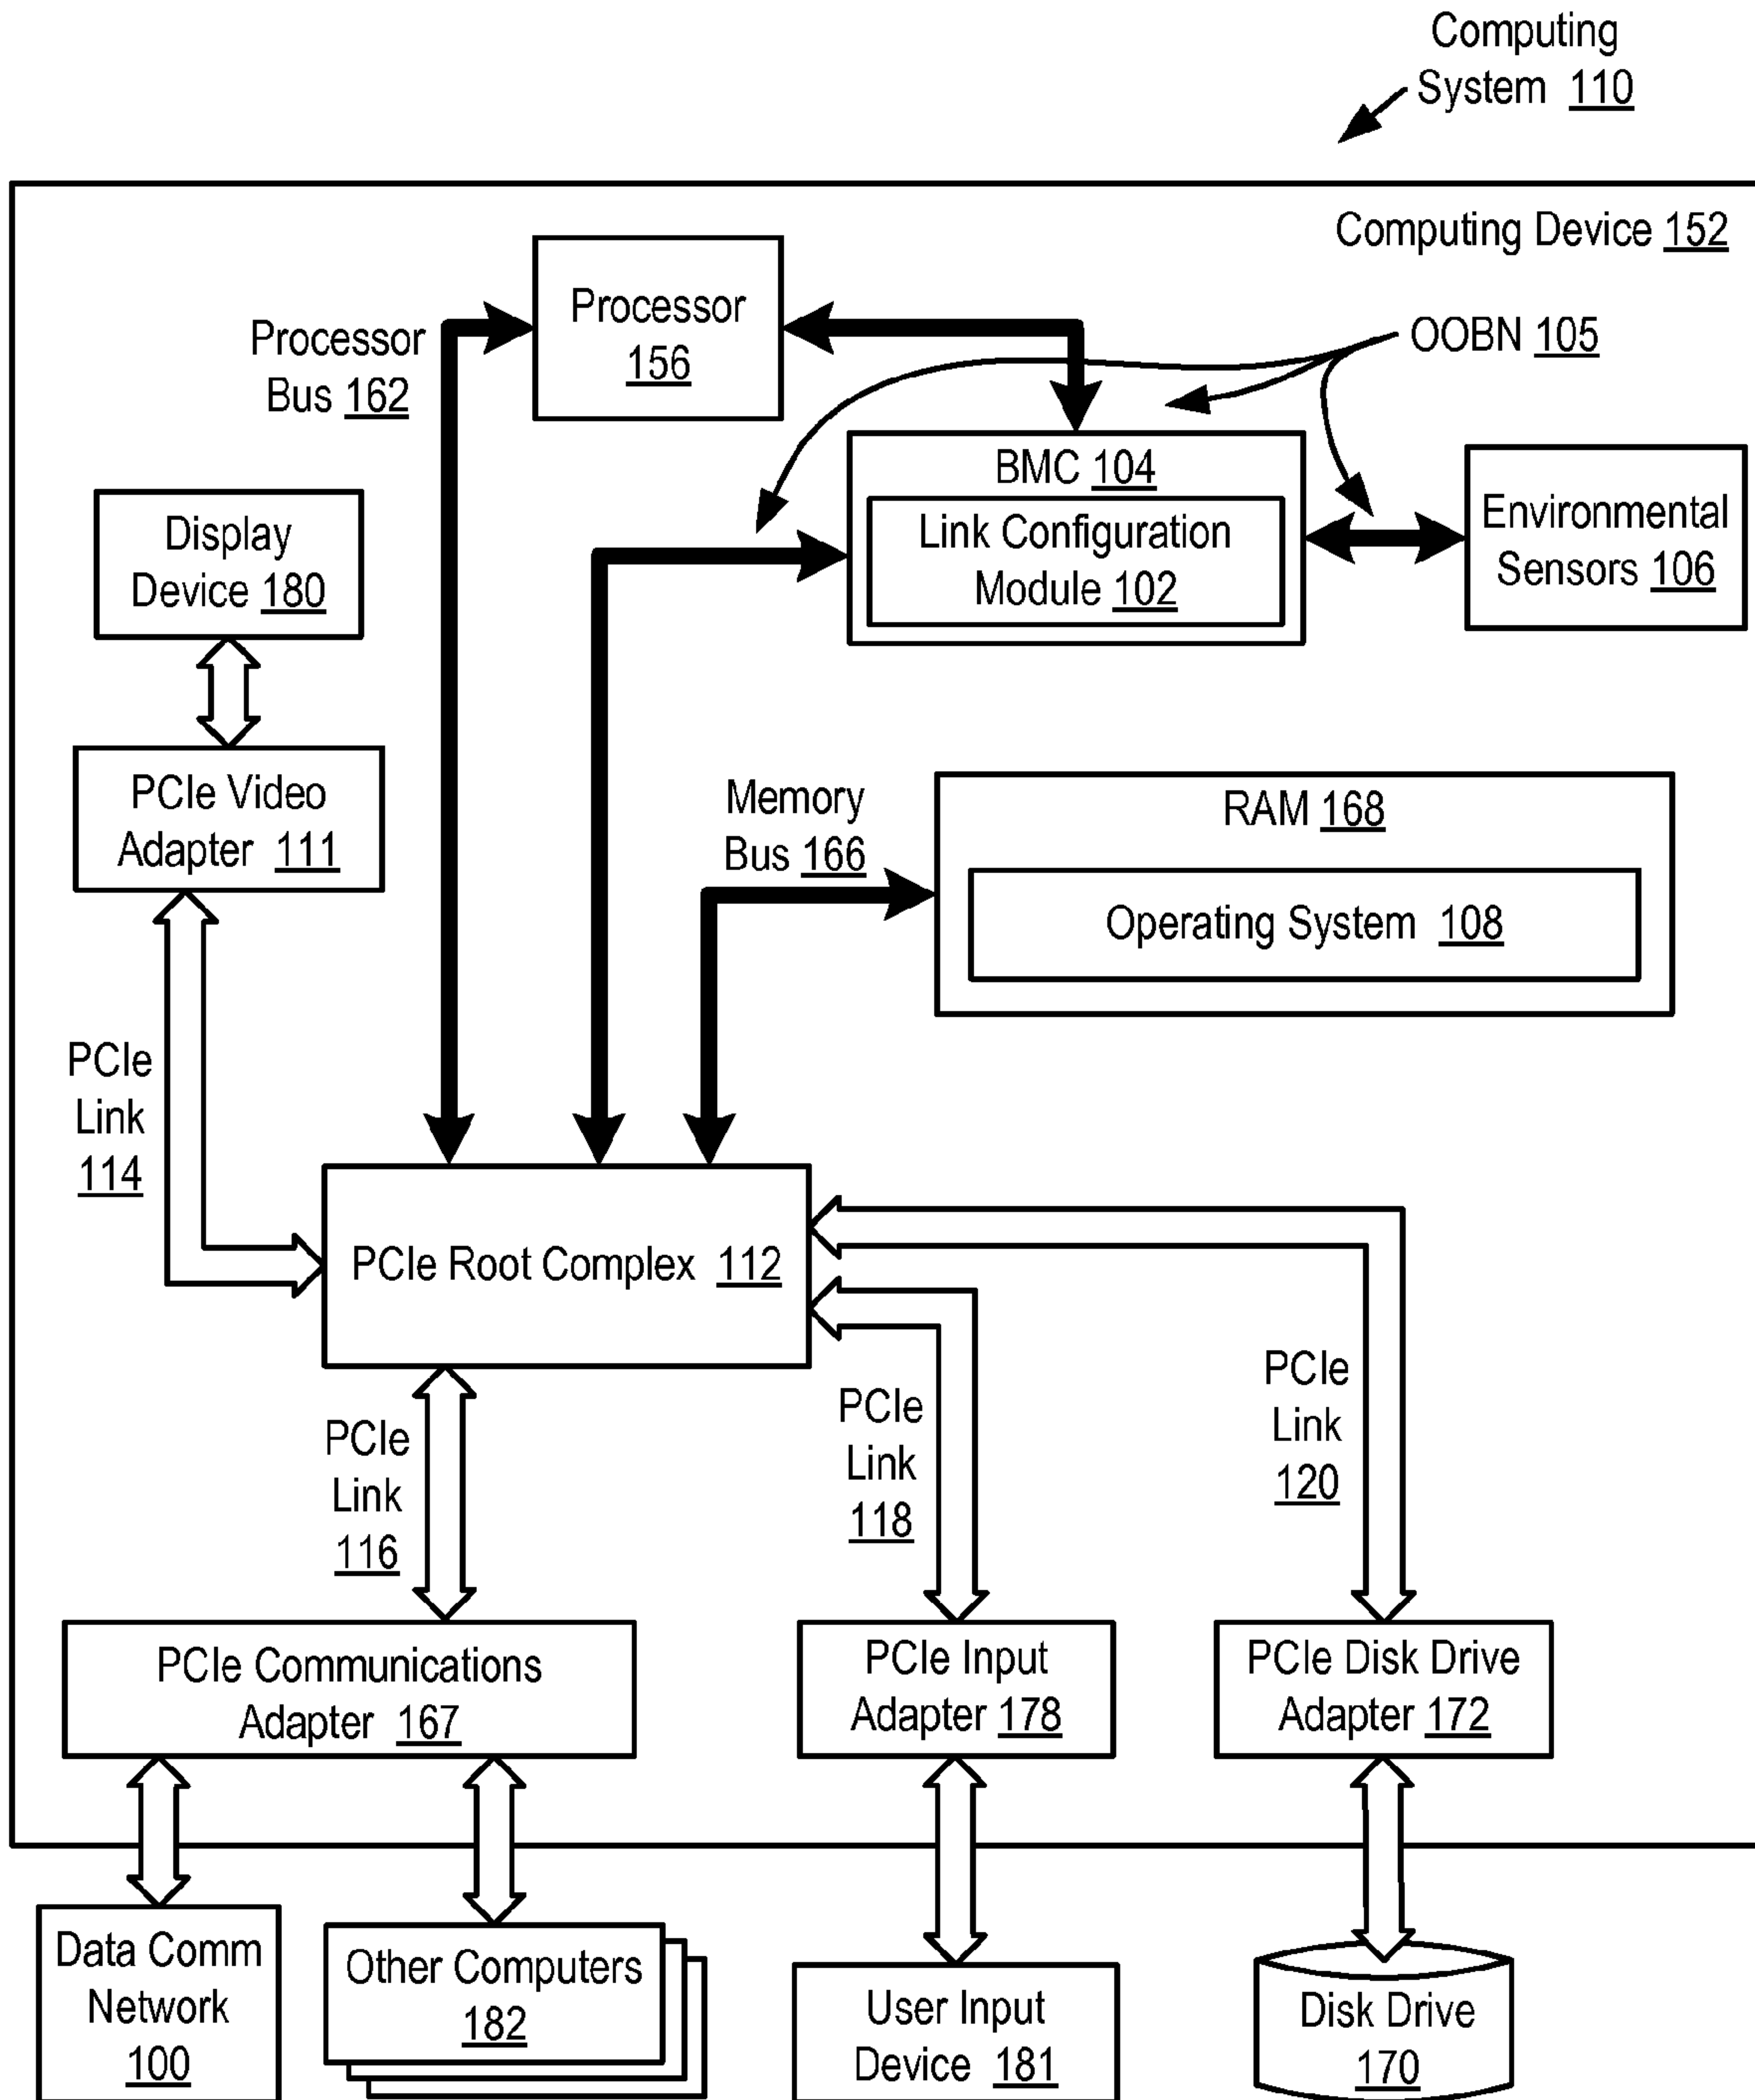 Computing
System 110
Computing Device 152
Processor
156
Processor
Bus 162
OOBN 105
BMC 104
Link Configuration
Module 102
Environmental
Sensors 106
Display
Device 180
PCIe Video
Adapter 111
Memory
Bus 166
RAM 168
Operating System 108
PCIe
Link
114
PCIe Root Complex 112
PCIe
Link
116
PCIe
Link
118
PCIe
Link
120
PCIe Communications
Adapter 167
PCIe Input
Adapter 178
PCIe Disk Drive
Adapter 172
Data Comm
Network
100
Other Computers
182
User Input
Device 181
Disk Drive
170